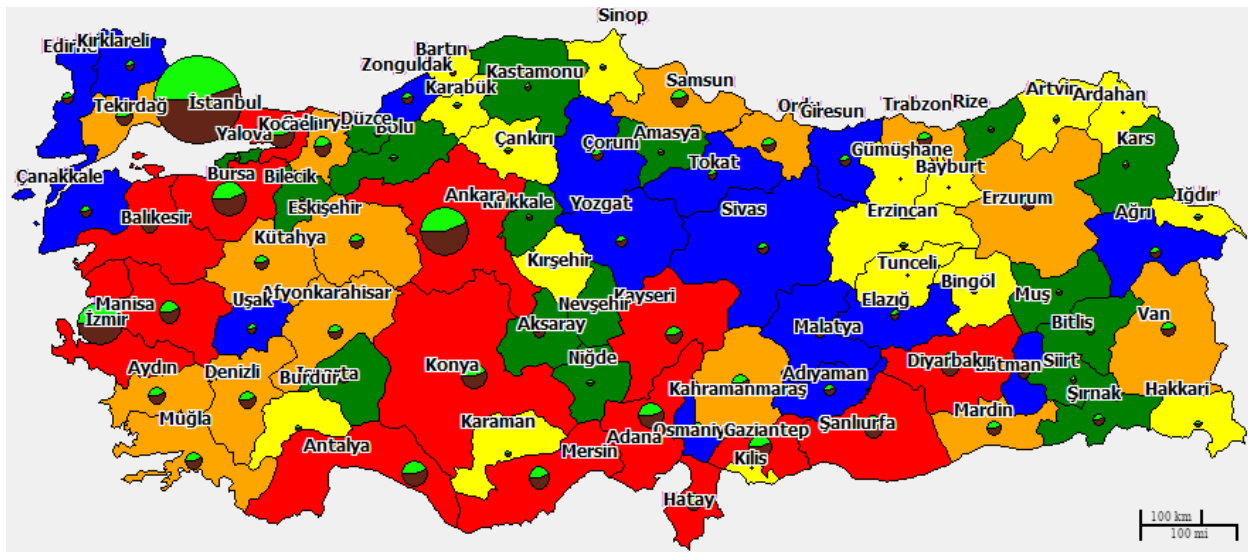 Sinop
Edirne
Kırklareli
Bartın
Zonguldak
Kastamonu
Karabük
Samsun
Tekirdağ
İstanbul
Kocaeli
Düzce
Bolu
Yalova
Çankırı
Çorum
Amasya
Tokat
Ordu
Giresun
Trabzon
Rize
Artvin
Ardahan
Kars
Gümüşhane
Bayburt
Çanakkale
Bursa
Bilecik
Balıkesir
Eskişehir
Ankara
Kırıkkale
Yozgat
Sivas
Erzincan
Erzurum
Ağrı
Iğdır
Kütahya
Kırşehir
Tunceli
Bingöl
Manisa
İzmir
Uşak
Afyonkarahisar
Nevşehir
Kayseri
Aksaray
Malatya
Elazığ
Muş
Bitlis
Van
Aydın
Denizli
Burdur
Isparta
Konya
Niğde
Kahramanmaraş
Adıyaman
Diyarbakır
Batman
Siirt
Şırnak
Hakkari
Muğla
Antalya
Karaman
Mersin
Adana
Osmaniye
Gaziantep
Kilis
Şanlıurfa
Mardin
Hatay
100 km
100 mi